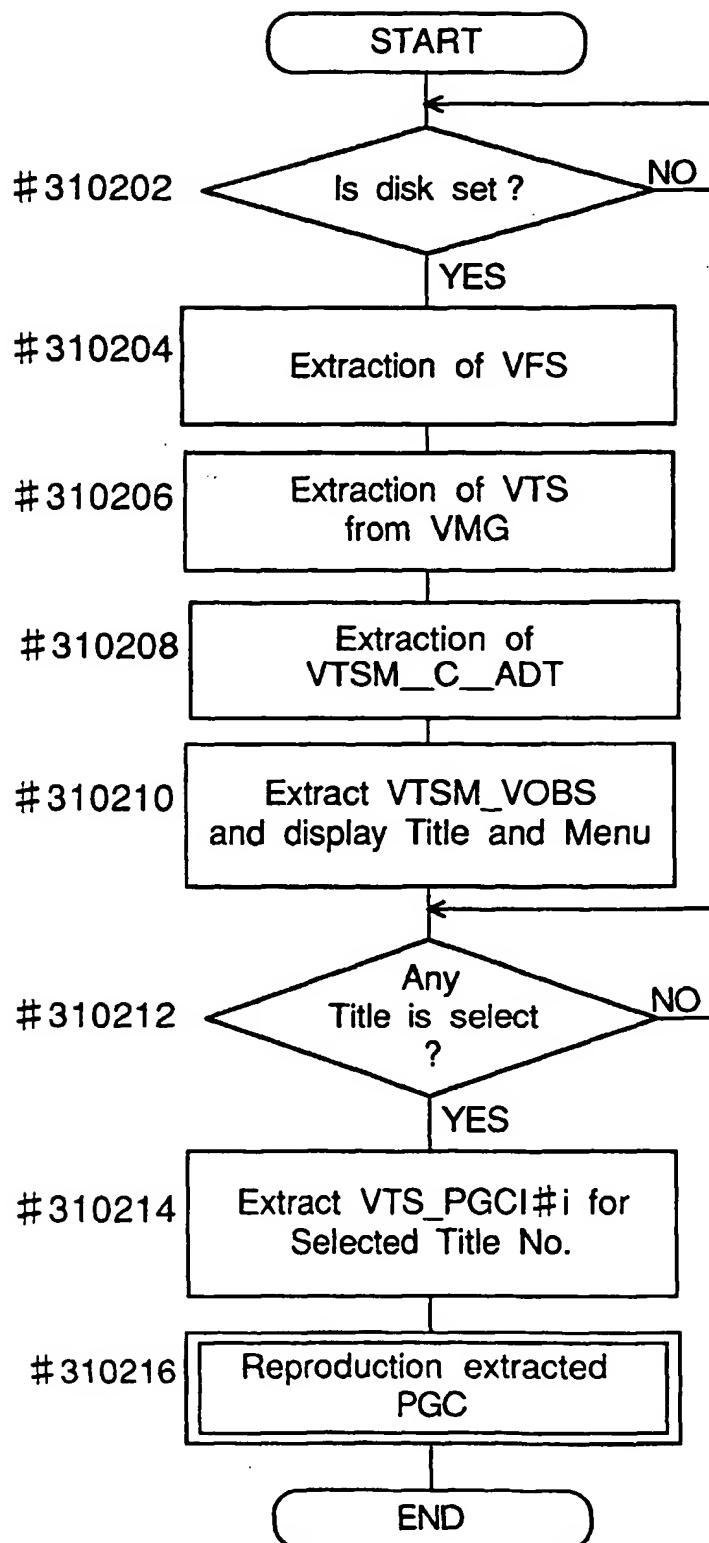 START
#310202
Is disk set ?
NO
YES
#310204
Extraction of VFS
#310206
Extraction of VTS
from VMG
#310208
Extraction of
VTSM__C__ADT
#310210
Extract VTSM_VOBS
and display Title and Menu
#310212
Any
Title is select
?
NO
YES
#310214
Extract VTS_PGCI#i for
Selected Title No.
#310216
Reproduction extracted
PGC
END